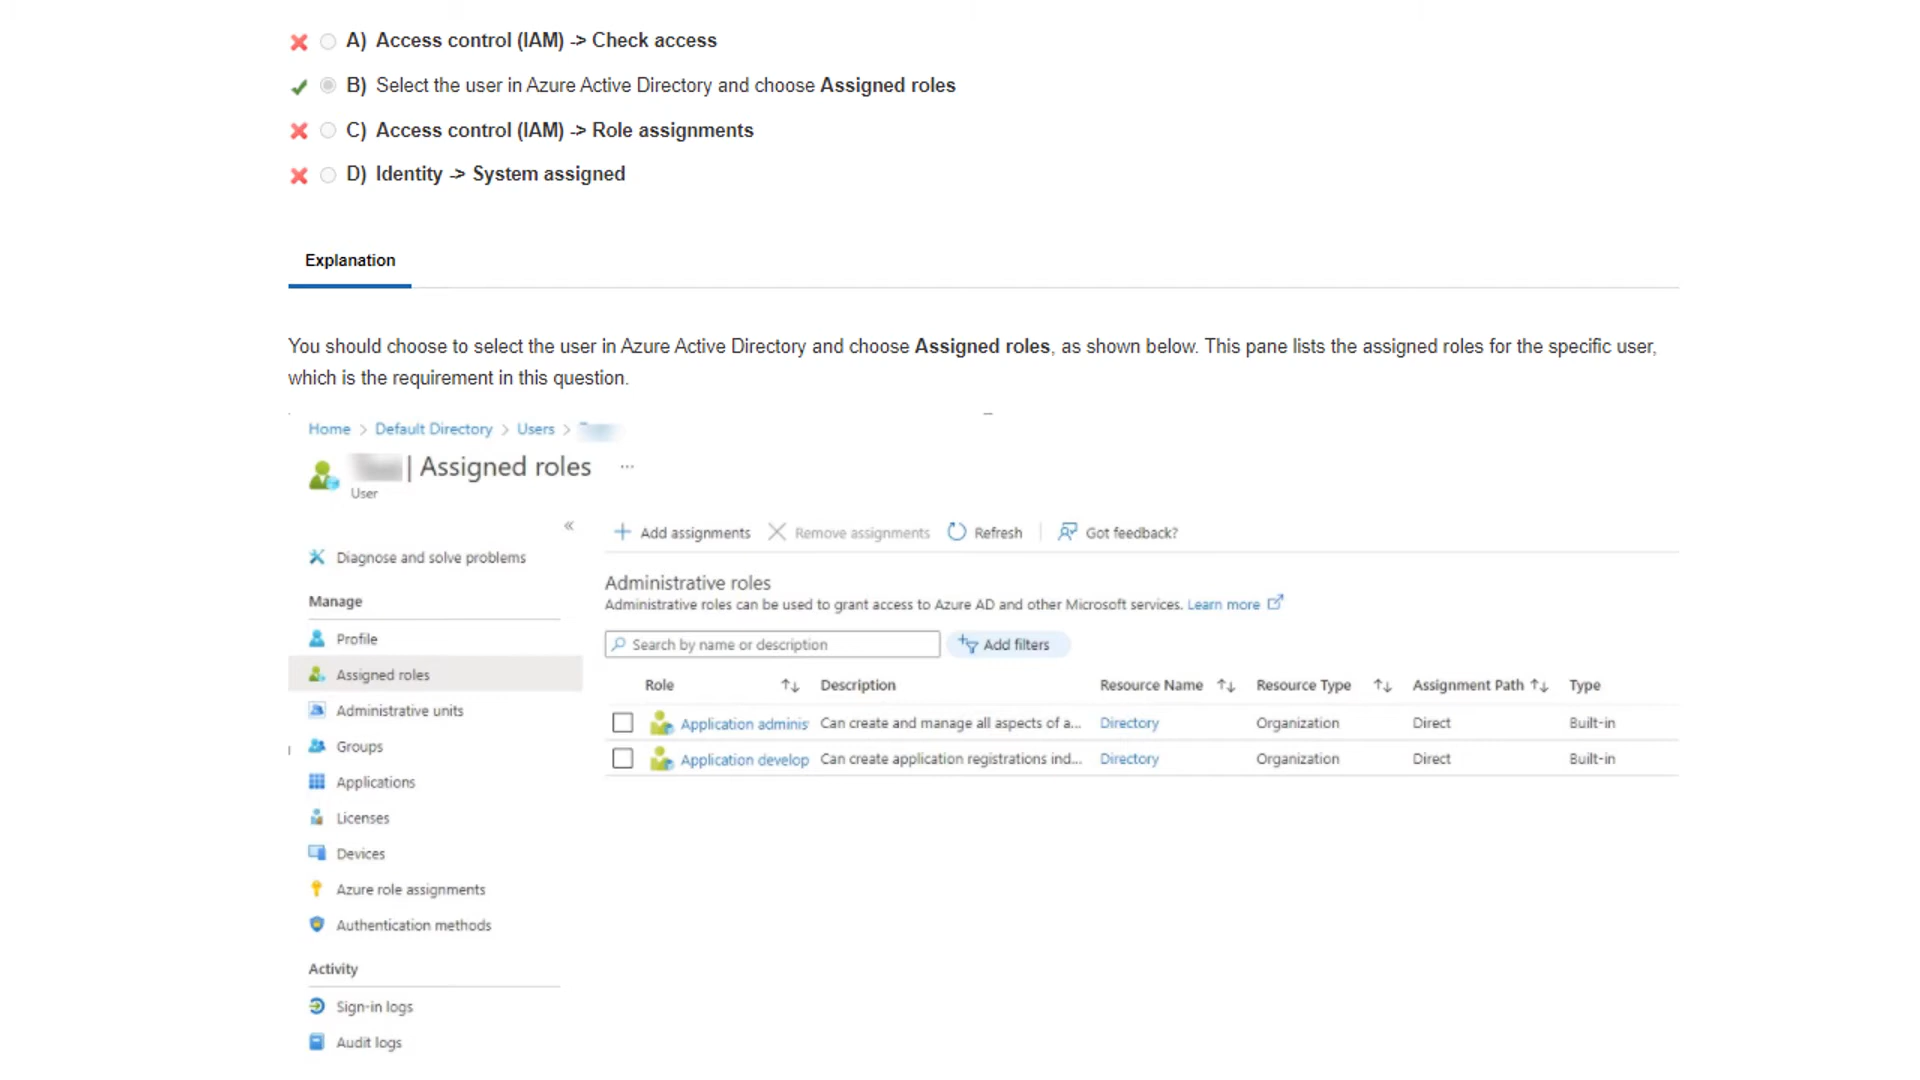 A) Access control (IAM) -> Check access
B) Select the user in Azure Active Directory and choose Assigned roles
C) Access control (IAM) -> Role assignments
D) Identity -> System assigned
Explanation
You should choose to select the user in Azure Active Directory and choose Assigned roles, as shown below. This pane lists the assigned roles for the specific user,
which is the requirement in this question.
Home > Default Directory > Users >
| Assigned roles ...
User
«
Add assignments Remove assignments Refresh | Got feedback?
Diagnose and solve problems
Manage
Profile
Assigned roles
Administrative units
Groups
Applications
Licenses
Devices
Azure role assignments
Authentication methods
Activity
Sign-in logs
Audit logs
Administrative roles
Administrative roles can be used to grant access to Azure AD and other Microsoft services. Learn more
Search by name or description Add filters
Role ↑↓ Description Resource Name ↑↓ Resource Type ↑↓ Assignment Path ↑↓ Type
Application adminis Can create and manage all aspects of a... Directory Organization Direct Built-in
Application develop Can create application registrations ind... Directory Organization Direct Built-in